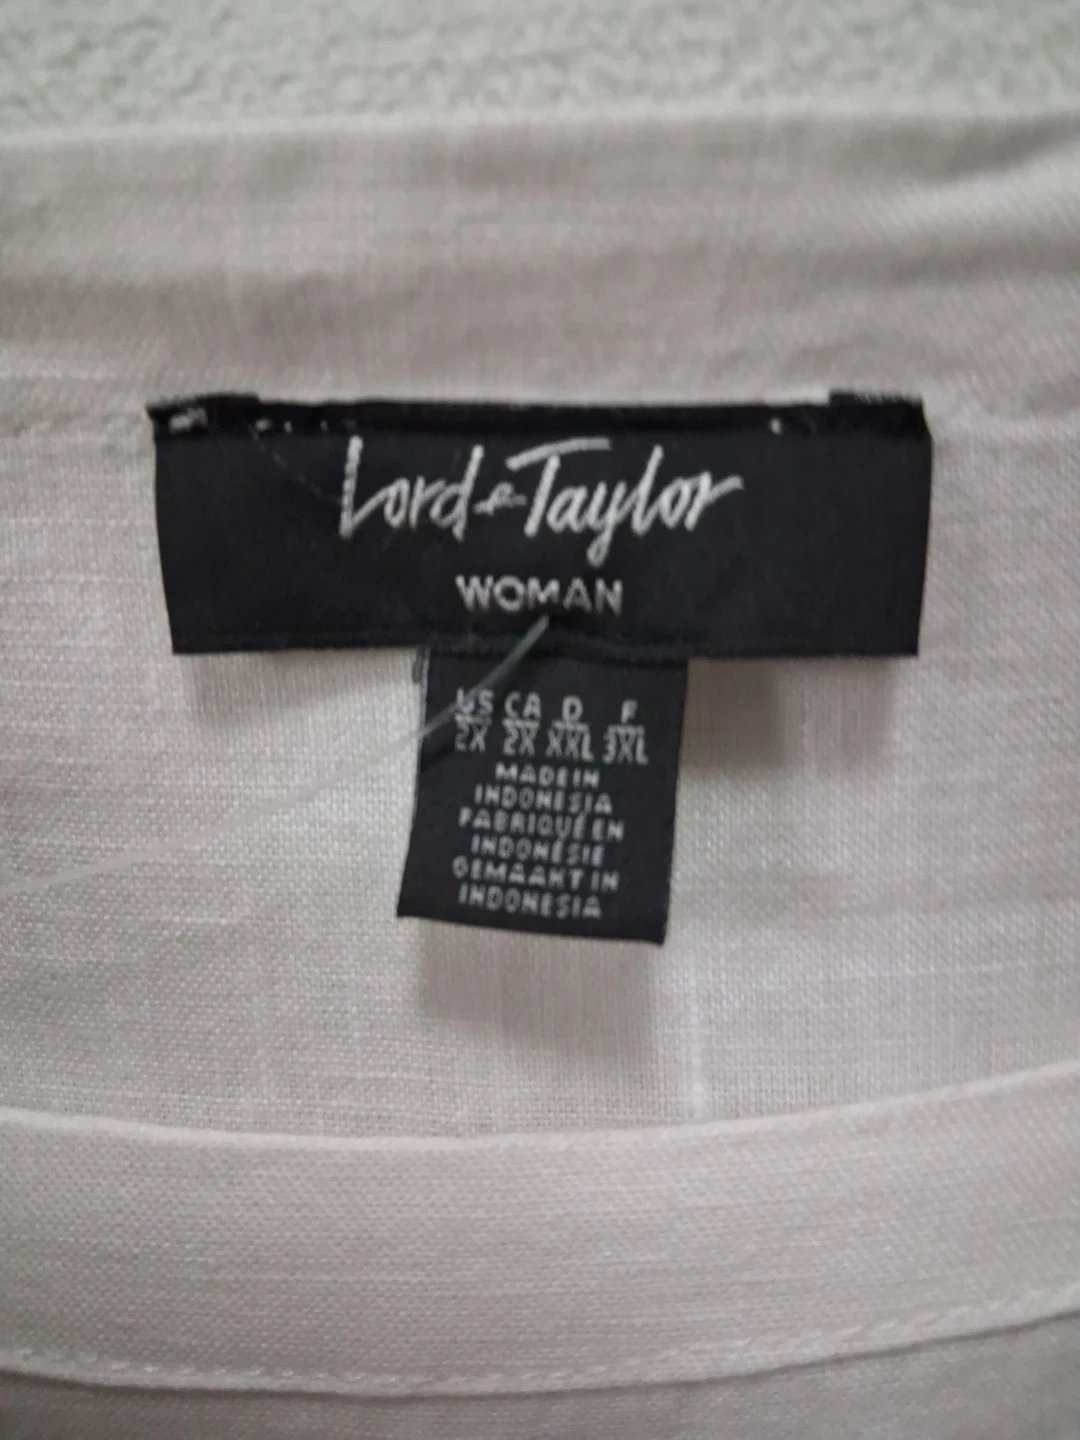 Lord & Taylor
WOMAN
US CA D F
2X 2X XXL 3XL
MADE IN
INDONESIA
FABRIQUÉ EN
INDONÉSIE
GEMAAKT IN
INDONESIA